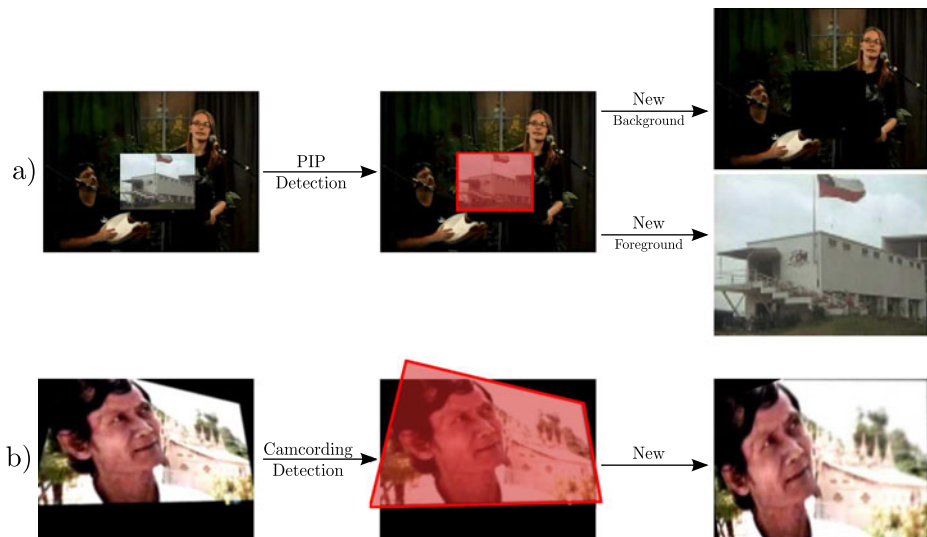 a)
PIP
Detection
New
Background
New
Foreground
b)
Camcording
Detection
New